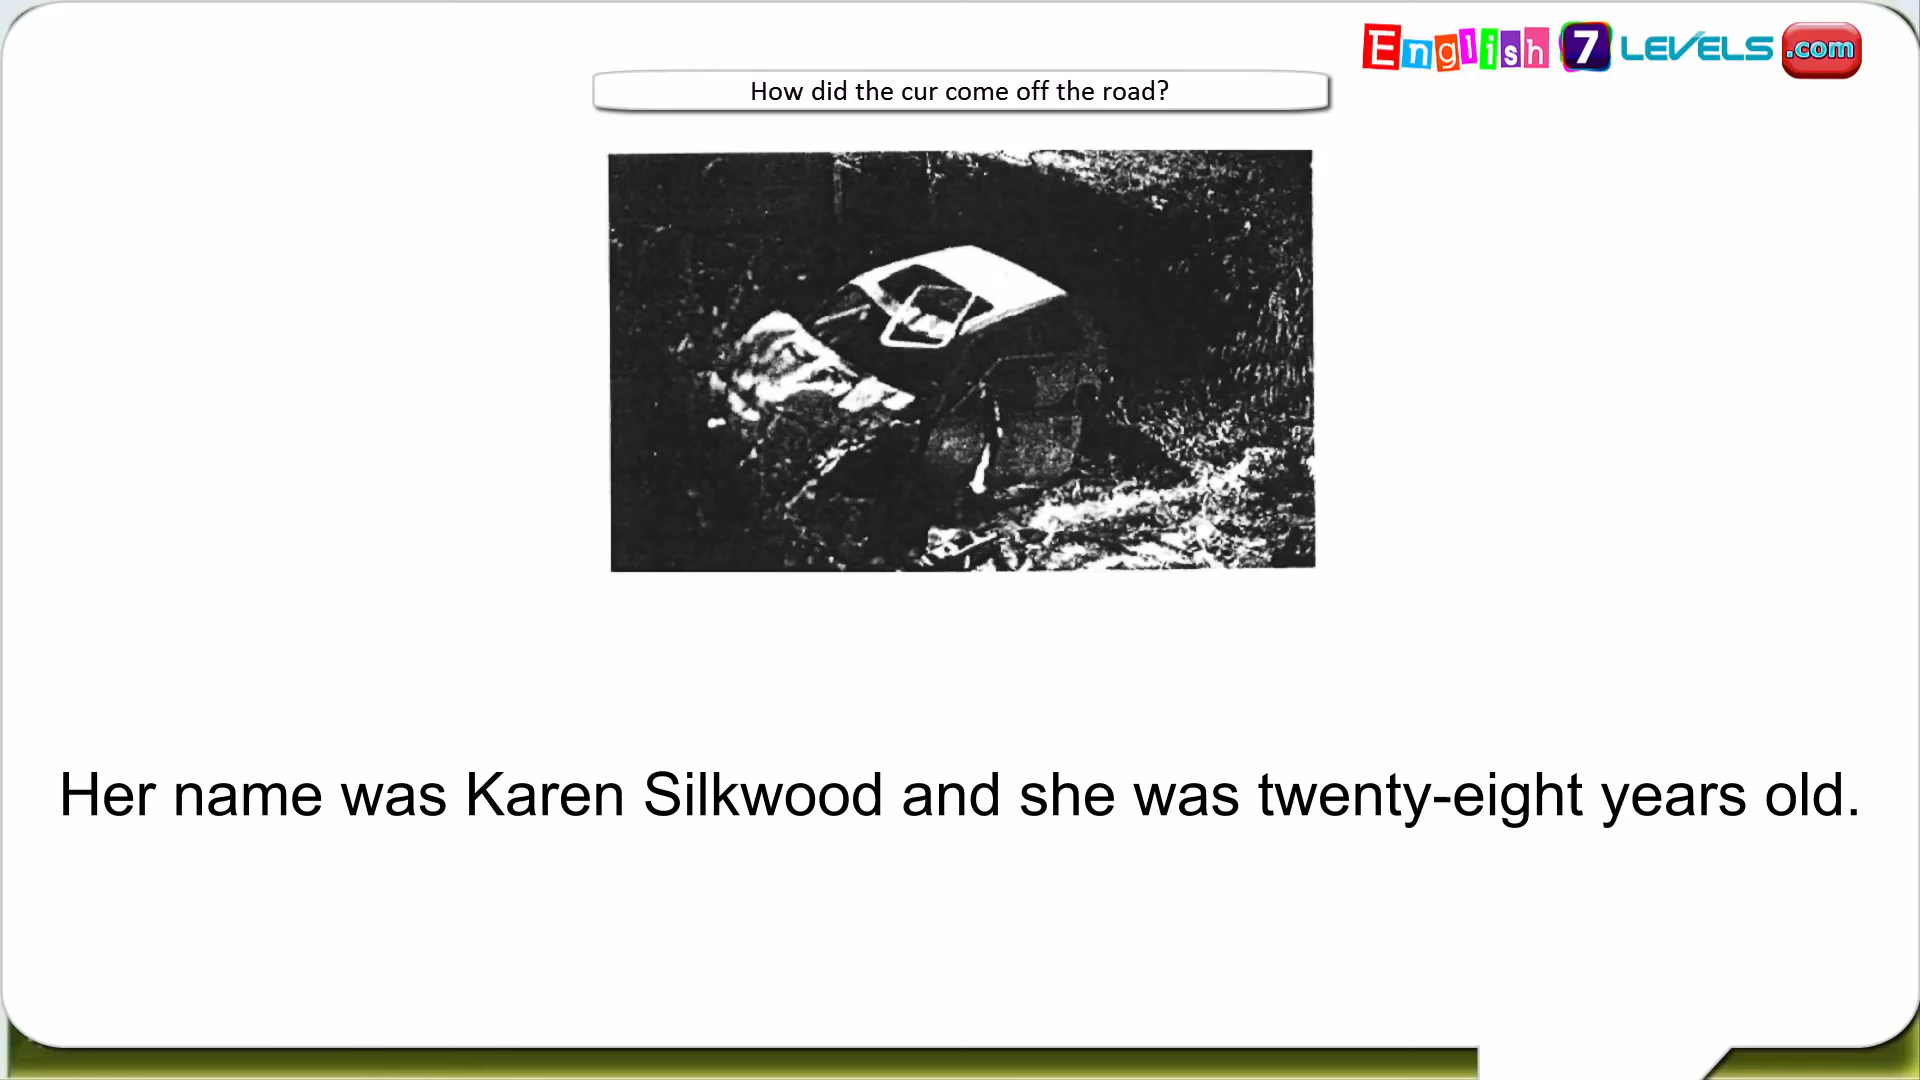 English 7 LEVELS .com
How did the cur come off the road?
Her name was Karen Silkwood and she was twenty-eight years old.